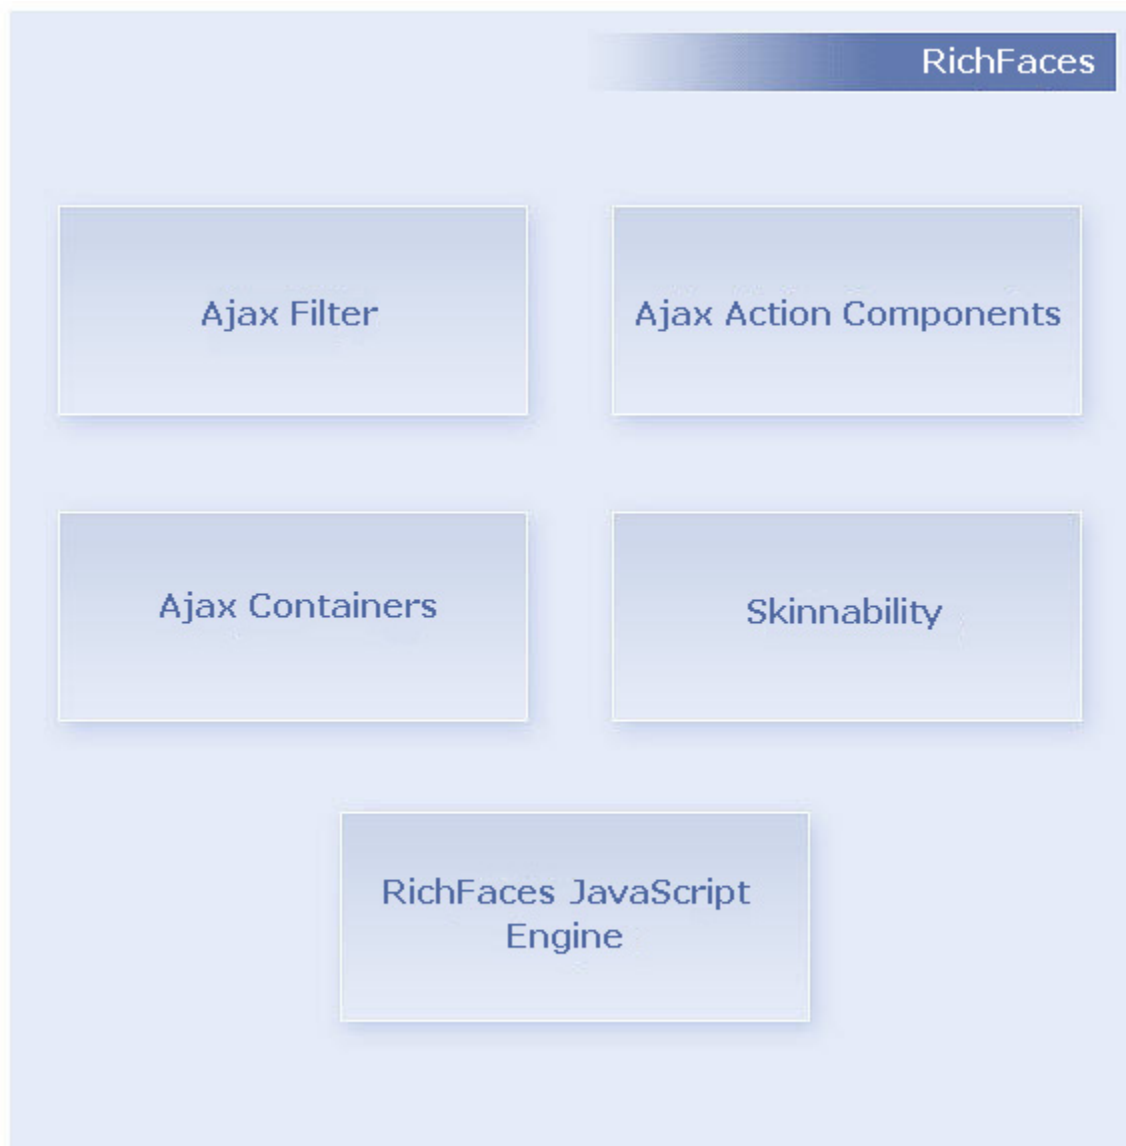 RichFaces
Ajax Filter
Ajax Action Components
Ajax Containers
Skinnability
RichFaces JavaScript
Engine